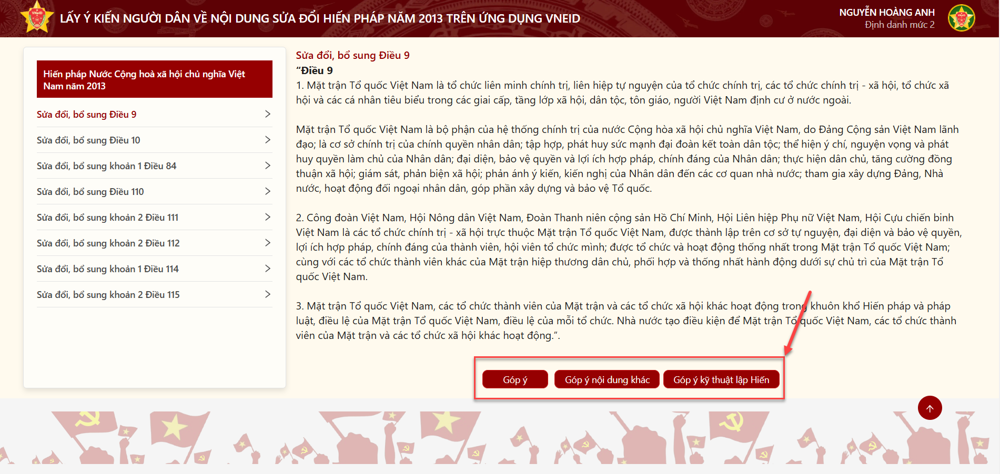 VNeID
LẤY Ý KIẾN NGƯỜI DÂN VỀ NỘI DUNG SỬA ĐỔI HIẾN PHÁP NĂM 2013 TRÊN ỨNG DỤNG VNEID
NGUYỄN HOÀNG ANH
Định danh mức 2
VNeID
Hiến pháp Nước Cộng hoà xã hội chủ nghĩa Việt
Nam năm 2013
Sửa đổi, bổ sung Điều 9
Sửa đổi, bổ sung Điều 10
Sửa đổi, bổ sung khoản 1 Điều 84
Sửa đổi, bổ sung Điều 110
Sửa đổi, bổ sung khoản 2 Điều 111
Sửa đổi, bổ sung khoản 2 Điều 112
Sửa đổi, bổ sung khoản 1 Điều 114
Sửa đổi, bổ sung khoản 2 Điều 115
Sửa đổi, bổ sung Điều 9
“Điều 9
1. Mặt trận Tổ quốc Việt Nam là tổ chức liên minh chính trị, liên hiệp tự nguyện của tổ chức chính trị, các tổ chức chính trị - xã hội, tổ chức xã
hội và các cá nhân tiêu biểu trong các giai cấp, tầng lớp xã hội, dân tộc, tôn giáo, người Việt Nam định cư ở nước ngoài.
Mặt trận Tổ quốc Việt Nam là bộ phận của hệ thống chính trị của nước Cộng hòa xã hội chủ nghĩa Việt Nam, do Đảng Cộng sản Việt Nam lãnh
đạo; là cơ sở chính trị của chính quyền nhân dân; tập hợp, phát huy sức mạnh đại đoàn kết toàn dân tộc; thể hiện ý chí, nguyện vọng và phát
huy quyền làm chủ của Nhân dân; đại diện, bảo vệ quyền và lợi ích hợp pháp, chính đáng của Nhân dân; thực hiện dân chủ, tăng cường đồng
thuận xã hội; giám sát, phản biện xã hội; phản ánh ý kiến, kiến nghị của Nhân dân đến các cơ quan nhà nước; tham gia xây dựng Đảng, Nhà
nước, hoạt động đối ngoại nhân dân, góp phần xây dựng và bảo vệ Tổ quốc.
2. Công đoàn Việt Nam, Hội Nông dân Việt Nam, Đoàn Thanh niên cộng sản Hồ Chí Minh, Hội Liên hiệp Phụ nữ Việt Nam, Hội Cựu chiến binh
Việt Nam là các tổ chức chính trị - xã hội trực thuộc Mặt trận Tổ quốc Việt Nam, được thành lập trên cơ sở tự nguyện, đại diện và bảo vệ quyền,
lợi ích hợp pháp, chính đáng của thành viên, hội viên tổ chức mình; được tổ chức và hoạt động thống nhất trong Mặt trận Tổ quốc Việt Nam;
cùng với các tổ chức thành viên khác của Mặt trận hiệp thương dân chủ, phối hợp và thống nhất hành động dưới sự chủ trì của Mặt trận Tổ
quốc Việt Nam.
3. Mặt trận Tổ quốc Việt Nam, các tổ chức thành viên của Mặt trận và các tổ chức xã hội khác hoạt động trong khuôn khổ Hiến pháp và pháp
luật, điều lệ của Mặt trận Tổ quốc Việt Nam, điều lệ của mỗi tổ chức. Nhà nước tạo điều kiện để Mặt trận Tổ quốc Việt Nam, các tổ chức thành
viên của Mặt trận và các tổ chức xã hội khác hoạt động.”.
Góp ý
Góp ý nội dung khác
Góp ý kỹ thuật lập Hiến